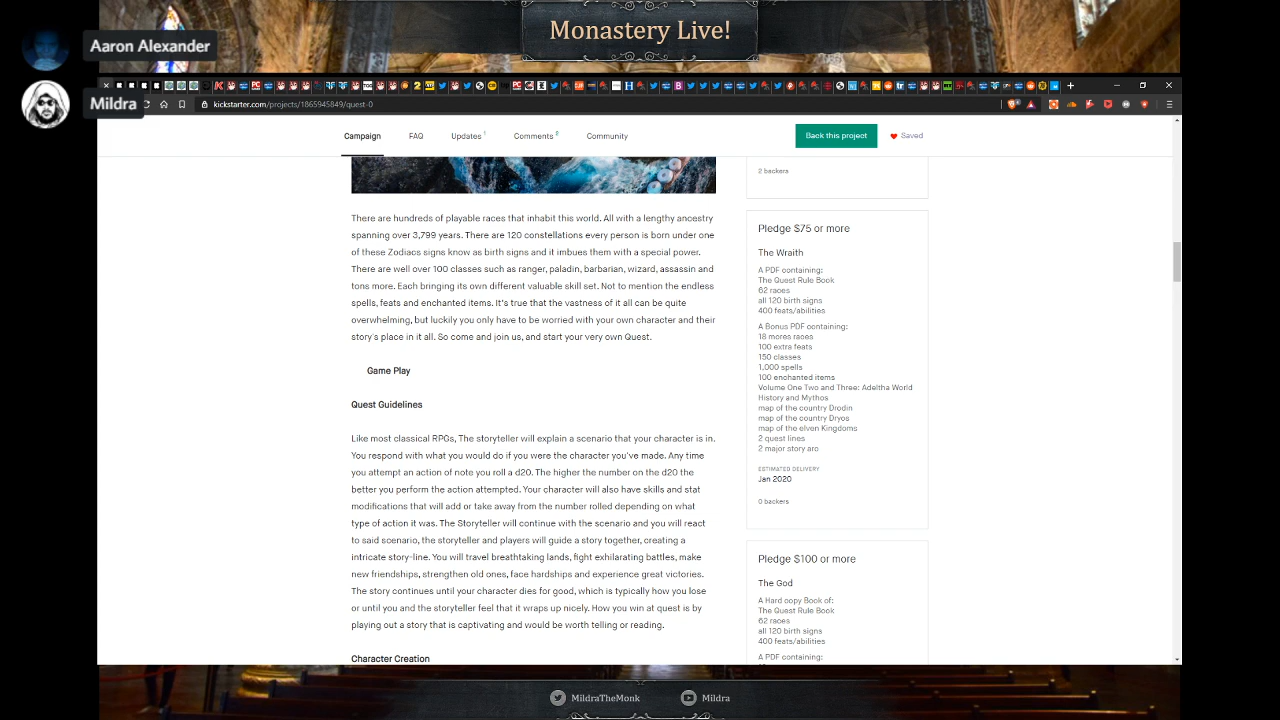 Monastery Live!
Aaron Alexander
Mildra
kickstarter.com/projects/1865945849/quest-0
Campaign
FAQ
Updates 1
Comments 8
Community
Back this project
Saved
There are hundreds of playable races that inhabit this world. All with a lengthy ancestry
spanning over 3,799 years. There are 120 constellations every person is born under one
of these Zodiacs signs know as birth signs and it imbues them with a special power.
There are well over 100 classes such as ranger, paladin, barbarian, wizard, assassin and
tons more. Each bringing its own different valuable skill set. Not to mention the endless
spells, feats and enchanted items. It's true that the vastness of it all can be quite
overwhelming, but luckily you only have to be worried with your own character and their
story's place in it all. So come and join us, and start your very own Quest.
Game Play
Quest Guidelines
Like most classical RPGs, The storyteller will explain a scenario that your character is in.
You respond with what you would do if you were the character you've made. Any time
you attempt an action of note you roll a d20. The higher the number on the d20 the
better you perform the action attempted. Your character will also have skills and stat
modifications that will add or take away from the number rolled depending on what
type of action it was. The Storyteller will continue with the scenario and you will react
to said scenario, the storyteller and players will guide a story together, creating a
intricate story-line. You will travel breathtaking lands, fight exhilarating battles, make
new friendships, strengthen old ones, face hardships and experience great victories.
The story continues until your character dies for good, which is typically how you lose
or until you and the storyteller feel that it wraps up nicely. How you win at quest is by
playing out a story that is captivating and would be worth telling or reading.
Character Creation
2 backers
Pledge $75 or more
The Wraith
A PDF containing:
The Quest Rule Book
62 races
all 120 birth signs
400 feats/abilities
A Bonus PDF containing:
18 mores races
100 extra feats
150 classes
1,000 spells
100 enchanted items
Volume One Two and Three: Adeltha World
History and Mythos
map of the country Drodin
map of the country Dryos
map of the elven Kingdoms
2 quest lines
2 major story arc
ESTIMATED DELIVERY
Jan 2020
0 backers
Pledge $100 or more
The God
A Hard copy Book of:
The Quest Rule Book
62 races
all 120 birth signs
400 feats/abilities
A PDF containing:
MildraTheMonk
Mildra